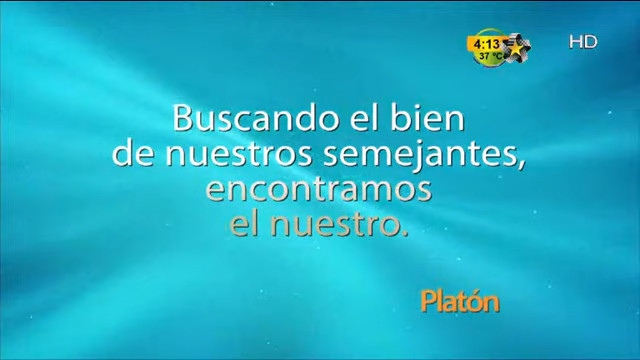 4:13
37 °C
HD
Buscando el bien
de nuestros semejantes,
encontramos
el nuestro.
Platón